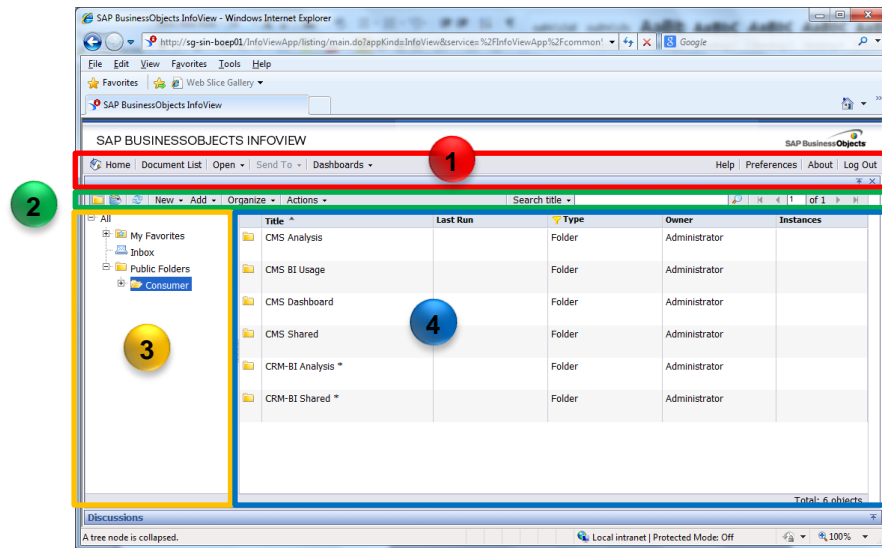 SAP BusinessObjects InfoView - Windows Internet Explorer
http://sg-sin-boep01/InfoViewApp/listing/main.do?appKind=InfoView&service=%2FInfoViewApp%2Fcommon'
Google
File Edit View Favorites Tools Help
Favorites Web Slice Gallery
SAP BusinessObjects InfoView
SAP BUSINESSOBJECTS INFOVIEW
SAP BusinessObjects
Home Document List Open Send To Dashboards 1 Help Preferences About Log Out
2
New Add Organize Actions Search title 1 of 1
All
My Favorites
Inbox
Public Folders
Consumer
3
Title Last Run Type Owner Instances
CMS Analysis Folder Administrator
CMS BI Usage Folder Administrator
CMS Dashboard Folder Administrator
4
CMS Shared Folder Administrator
CRM-BI Analysis * Folder Administrator
CRM-BI Shared * Folder Administrator
Total: 6 objects
Discussions
A tree node is collapsed. Local intranet | Protected Mode: Off 100%